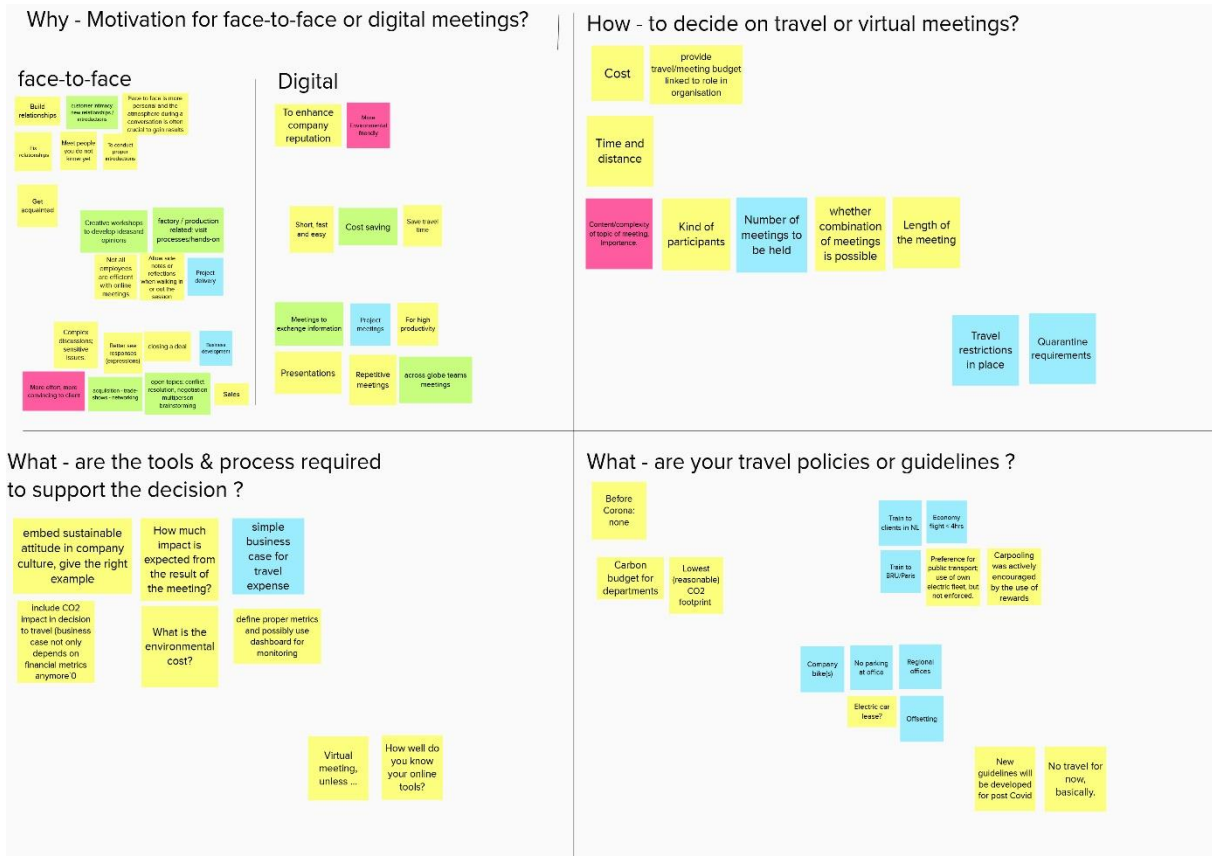 Why - Motivation for face-to-face or digital meetings?
face-to-face
Build
relationships
customer intimacy
new relationships /
introductions
Face to face is more
personal and the
atmosphere during a
conversation is often
crucial to gain results
Fix
relationships
Meet people
you do not
know yet
To conduct
proper
introductions
Get
acquainted
Creative workshops
to develop ideasand
opinions
factory / production
related: visit
processes/hands-on
Not all
employees
are efficient
with online
meetings
Allow side
notes or
reflections
when walking in
or out the
session
Project
delivery
Complex
discussions;
sensitive
issues.
Better see
responses
(expressions)
closing a deal
Business
development
More effort, more
convincing to client
acquisition - trade-
shows - networking
open topics: conflict
resolution, negotiation
multiperson
brainstorming
Sales
Digital
To enhance
company
reputation
More
Environmental
friendly
Short, fast
and easy
Cost saving
Save travel
time
Meetings to
exchange information
Project
meetings
For high
productivity
Presentations
Repetitive
meetings
across globe teams
meetings
How - to decide on travel or virtual meetings?
Cost
provide
travel/meeting budget
linked to role in
organisation
Time and
distance
Content/complexity
of topic of meeting.
Importance.
Kind of
participants
Number of
meetings to
be held
whether
combination
of meetings
is possible
Length of
the meeting
Travel
restrictions
in place
Quarantine
requirements
What - are the tools & process required
to support the decision ?
embed sustainable
attitude in company
culture, give the right
example
How much
impact is
expected from
the result of
the meeting?
simple
business
case for
travel
expense
include CO2
impact in decision
to travel (business
case not only
depends on
financial metrics
anymore'0
What is the
environmental
cost?
define proper metrics
and possibly use
dashboard for
monitoring
Virtual
meeting,
unless ...
How well do
you know
your online
tools?
What - are your travel policies or guidelines ?
Before
Corona:
none
Carbon
budget for
departments
Lowest
(reasonable)
CO2
footprint
Train to
clients in NL
Economy
flight < 4hrs
Train to
BRU/Paris
Preference for
public transport;
use of own
electric fleet, but
not enforced.
Carpooling
was actively
encouraged
by the use of
rewards
Company
bike(s)
No parking
at office
Regional
offices
Electric car
lease?
Offsetting
New
guidelines will
be developed
for post Covid
No travel for
now,
basically.